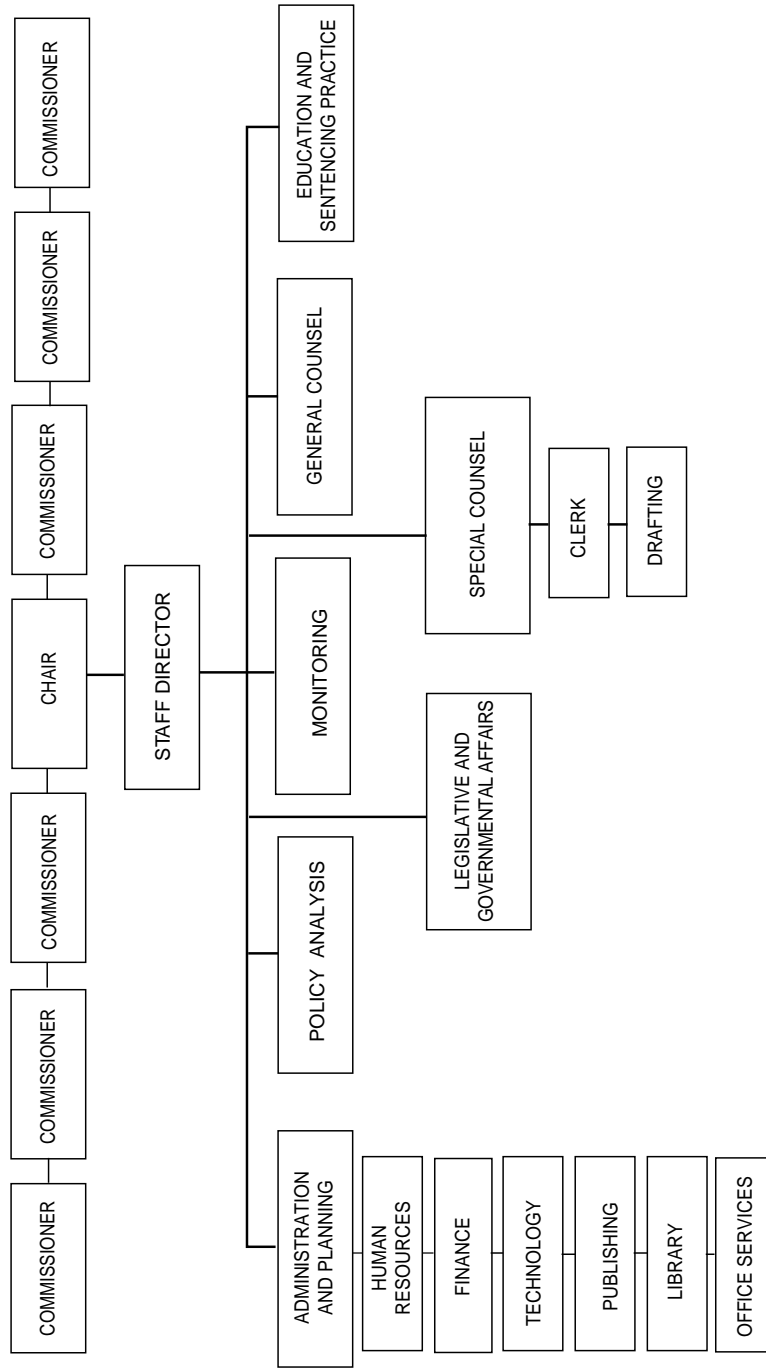 COMMISSIONER
COMMISSIONER
COMMISSIONER
CHAIR
COMMISSIONER
COMMISSIONER
COMMISSIONER
STAFF DIRECTOR
ADMINISTRATION
AND PLANNING
POLICY ANALYSIS
MONITORING
GENERAL COUNSEL
EDUCATION AND
SENTENCING PRACTICE
LEGISLATIVE AND
GOVERNMENTAL AFFAIRS
SPECIAL COUNSEL
HUMAN
RESOURCES
FINANCE
TECHNOLOGY
PUBLISHING
LIBRARY
OFFICE SERVICES
CLERK
DRAFTING